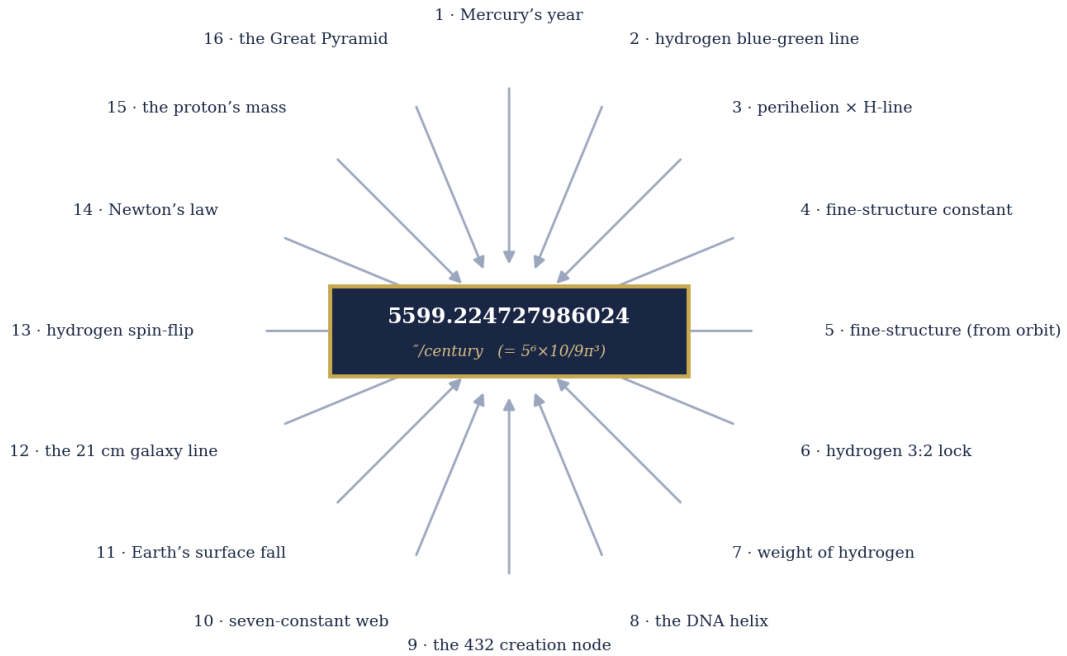 1 · Mercury’s year
16 · the Great Pyramid
2 · hydrogen blue-green line
15 · the proton’s mass
3 · perihelion × H-line
14 · Newton’s law
4 · fine-structure constant
5599.224727986024
13 · hydrogen spin-flip
5 · fine-structure (from orbit)
˝/century (= 5⁶×10/9π³)
12 · the 21 cm galaxy line
6 · hydrogen 3:2 lock
11 · Earth’s surface fall
7 · weight of hydrogen
10 · seven-constant web
8 · the DNA helix
9 · the 432 creation node